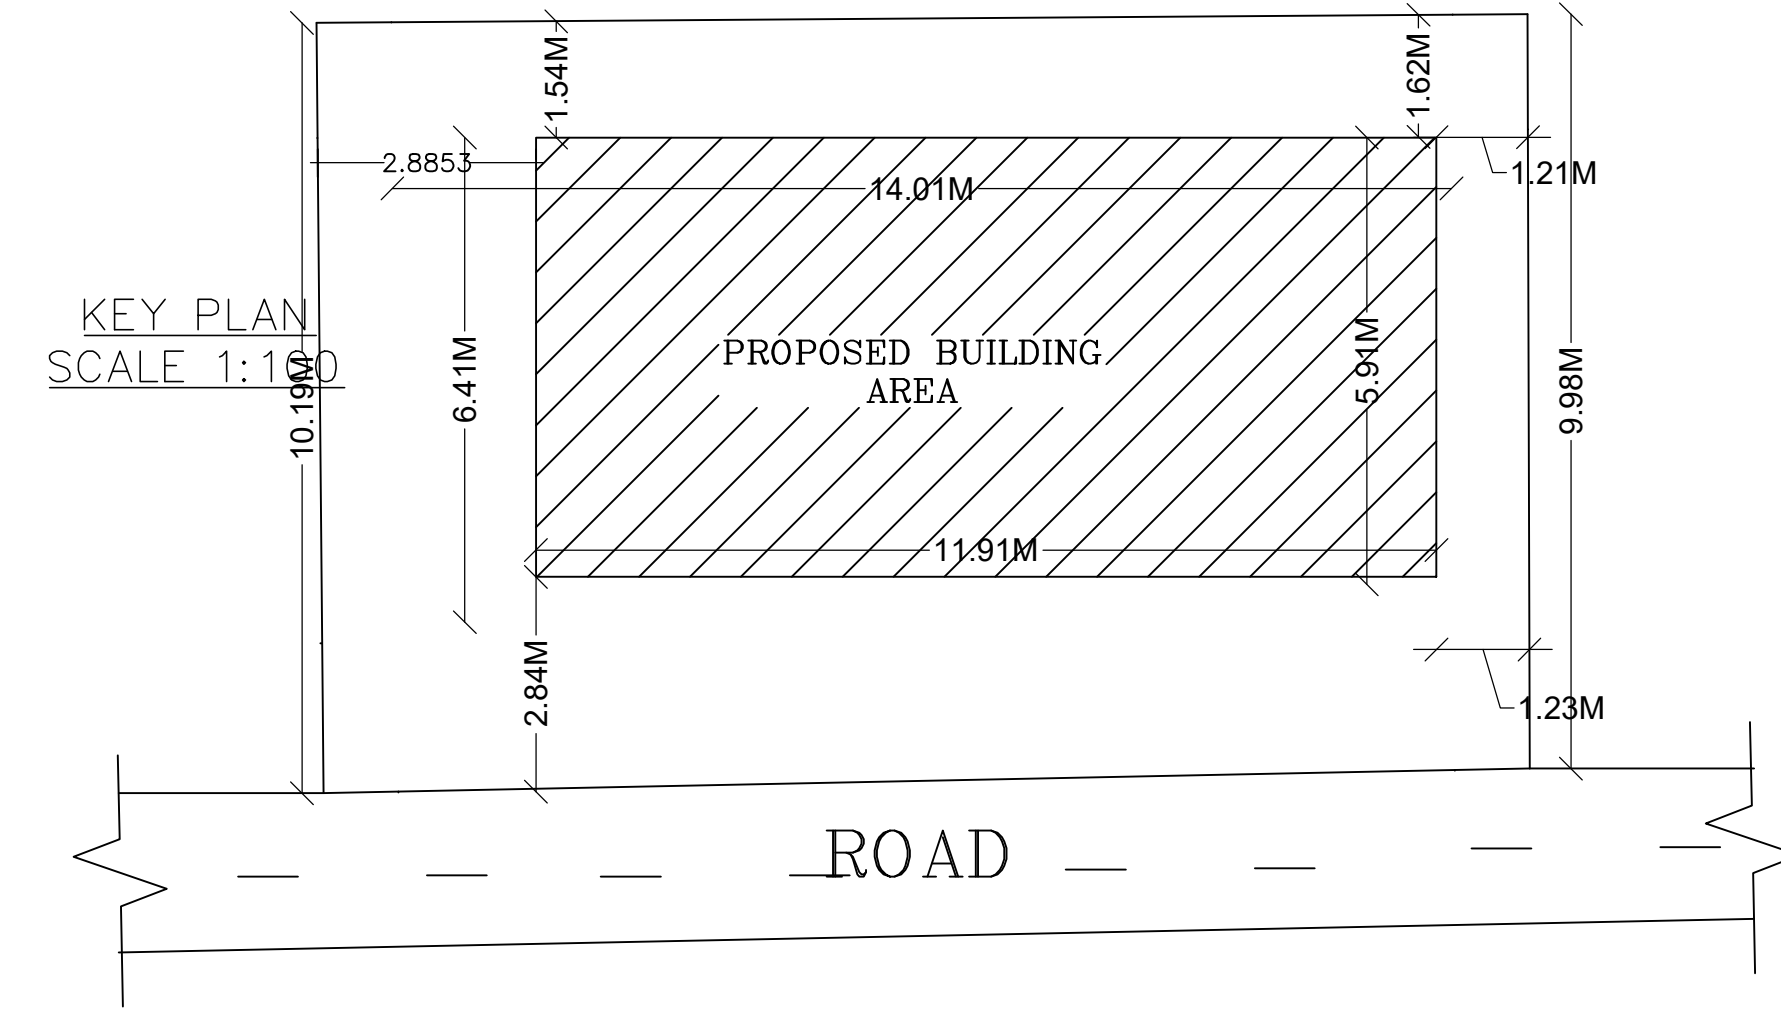 1.54M
1.62M
2.8853
14.01M
1.21M
KEY PLAN
SCALE 1:100
10.19M
6.41M
PROPOSED BUILDING
AREA
5.91M
9.98M
11.91M
2.84M
1.23M
ROAD